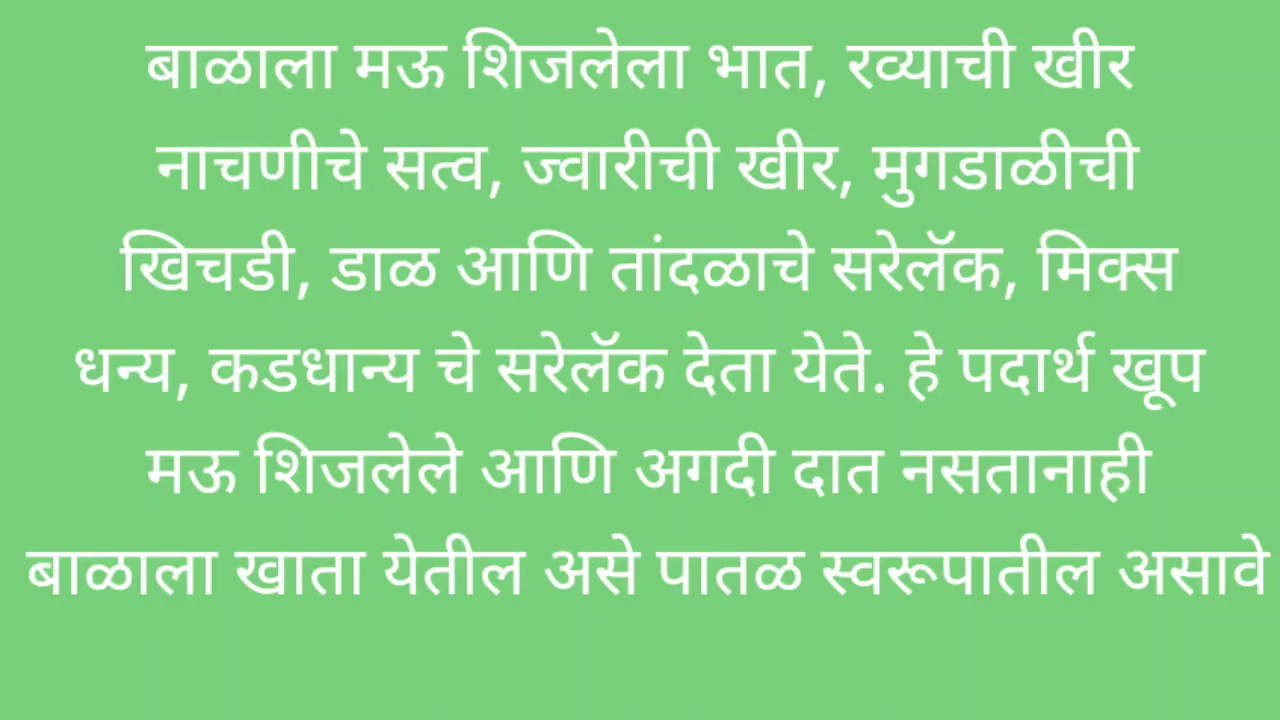 बाळाला मऊ शिजलेला भात, रव्याची खीर
नाचणीचे सत्व, ज्वारीची खीर, मुगडाळीची
खिचडी, डाळ आणि तांदळाचे सरेलॅक, मिक्स
धन्य, कडधान्य चे सरेलॅक देता येते. हे पदार्थ खूप
मऊ शिजलेले आणि अगदी दात नसतानाही
बाळाला खाता येतील असे पातळ स्वरूपातील असावे